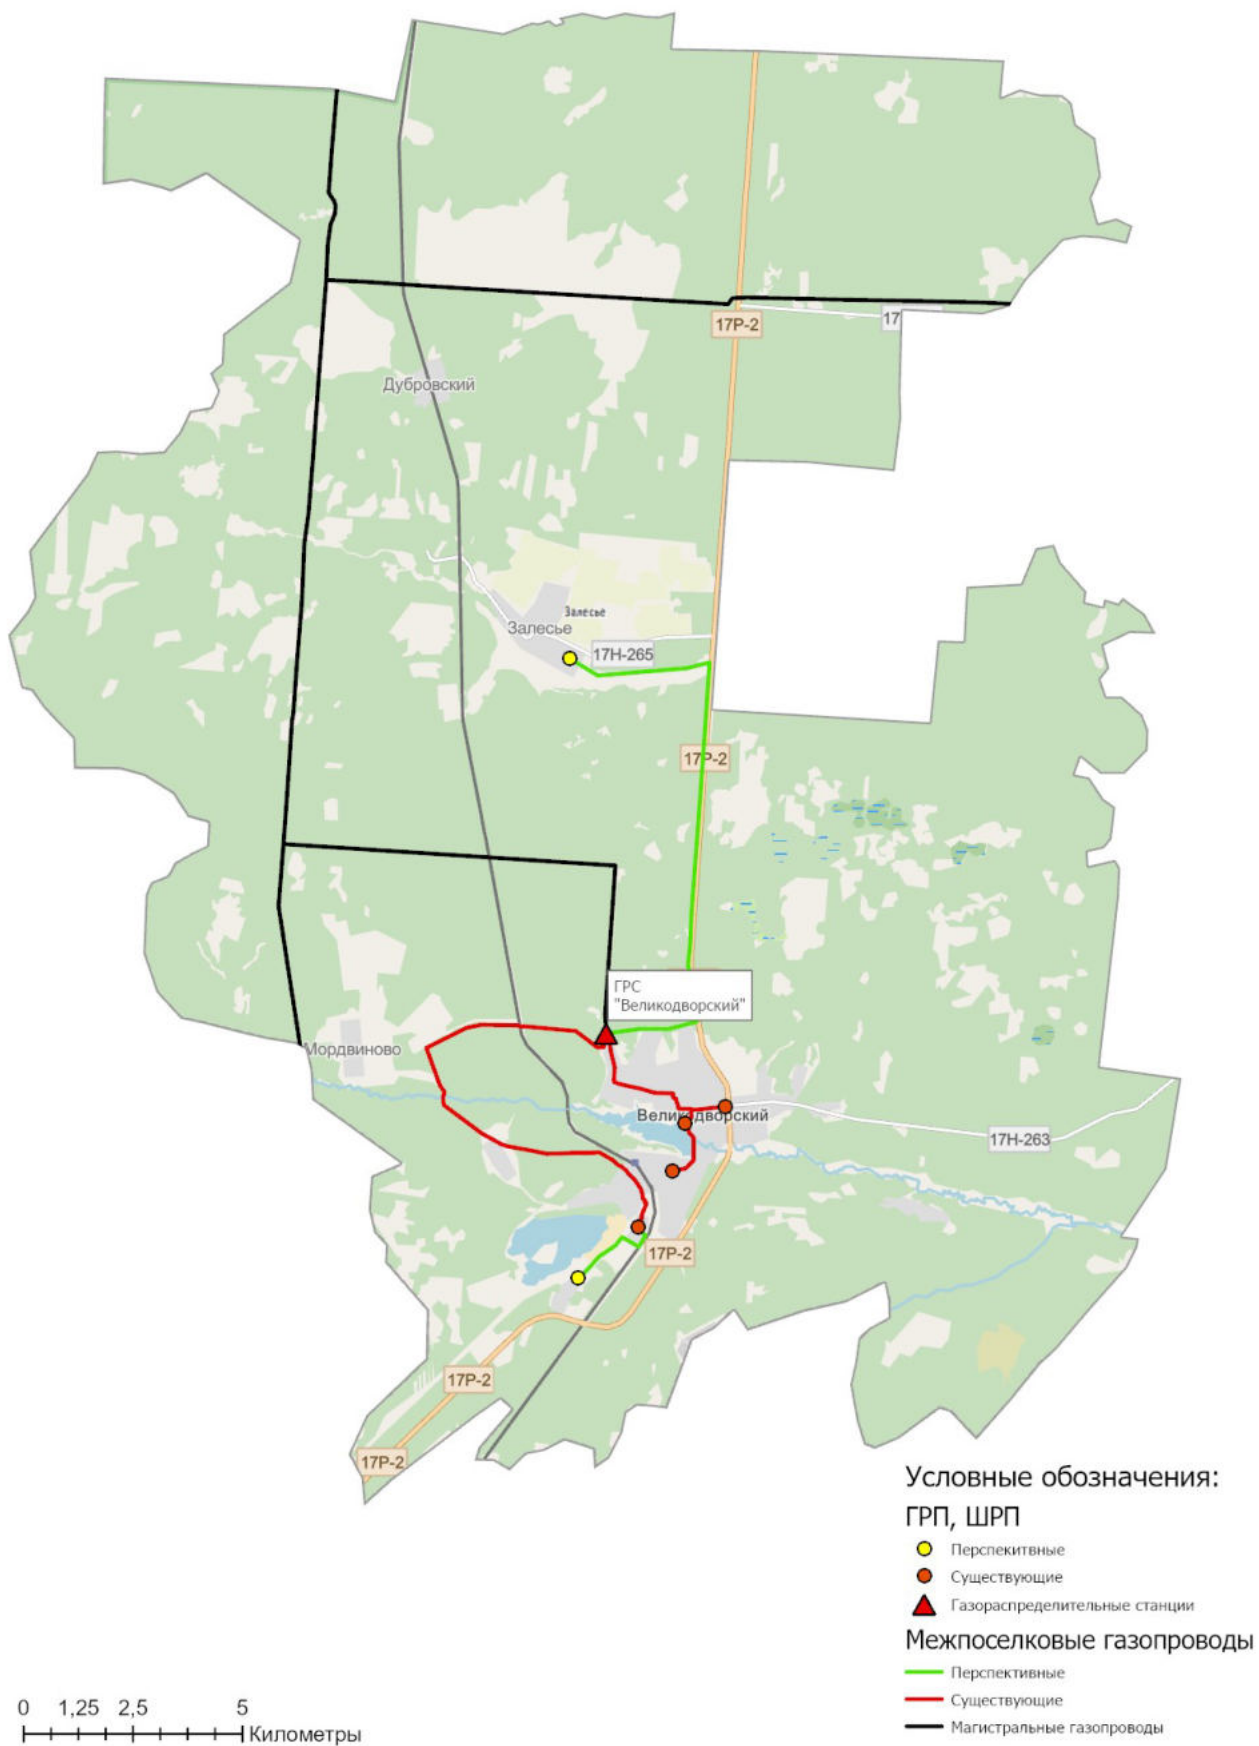 17Р-2
17
Дубровский
Залесье
Залесье
17Н-265
17Р-2
ГРС
"Великодворский"
Мордвиново
Великодворский
17Н-263
17Р-2
17Р-2
17Р-2
Условные обозначения:
ГРП, ШРП
Перспекитвные
Существующие
Газораспределительные станции
Межпоселковые газопроводы
Перспективные
Существующие
Магистральные газопроводы
0 1,25 2,5 5
Километры